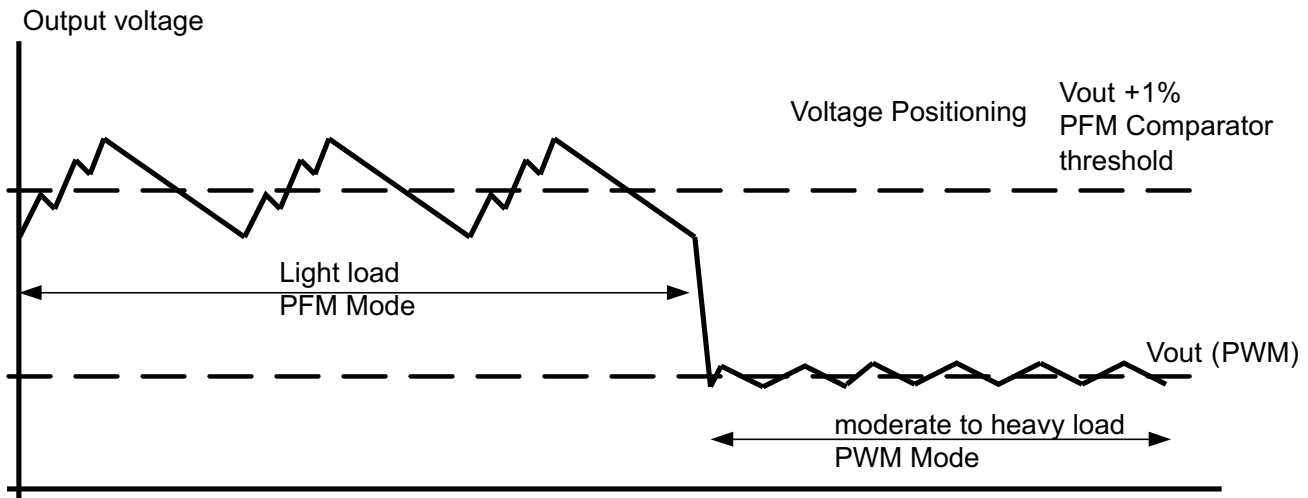 Output voltage
Voltage Positioning
Vout +1%
PFM Comparator
threshold
Light load
PFM Mode
Vout (PWM)
moderate to heavy load
PWM Mode